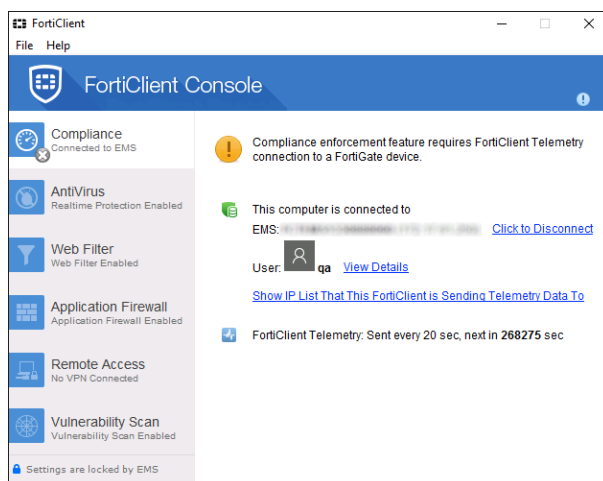 FortiClient
File Help
FortiClient Console
Compliance
Connected to EMS
AntiVirus
Realtime Protection Enabled
Web Filter
Web Filter Enabled
Application Firewall
Application Firewall Enabled
Remote Access
No VPN Connected
Vulnerability Scan
Vulnerability Scan Enabled
Settings are locked by EMS
Compliance enforcement feature requires FortiClient Telemetry
connection to a FortiGate device.
This computer is connected to
EMS: Click to Disconnect
User: qa View Details
Show IP List That This FortiClient is Sending Telemetry Data To
FortiClient Telemetry: Sent every 20 sec, next in 268275 sec